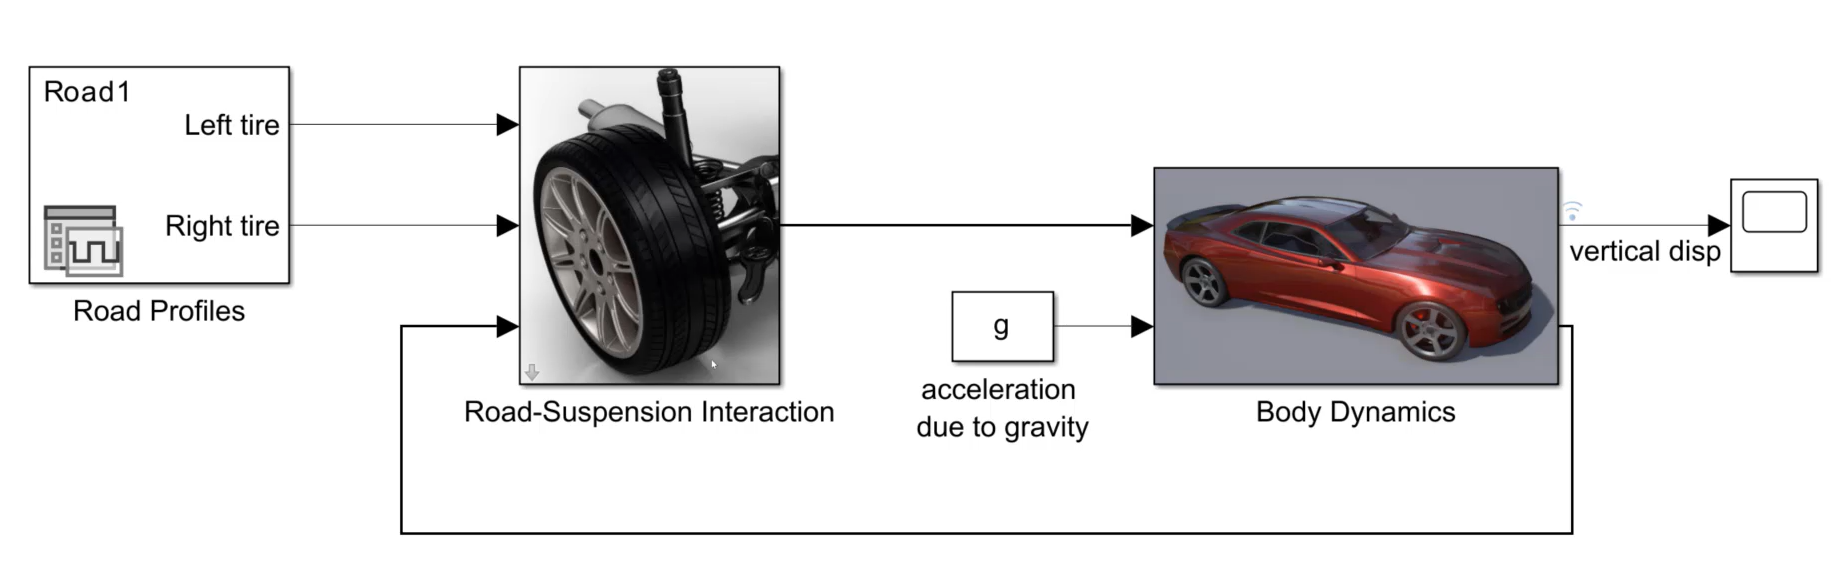 Road1
Left tire
Right tire
Road Profiles
Road-Suspension Interaction
g
acceleration
due to gravity
Body Dynamics
vertical disp